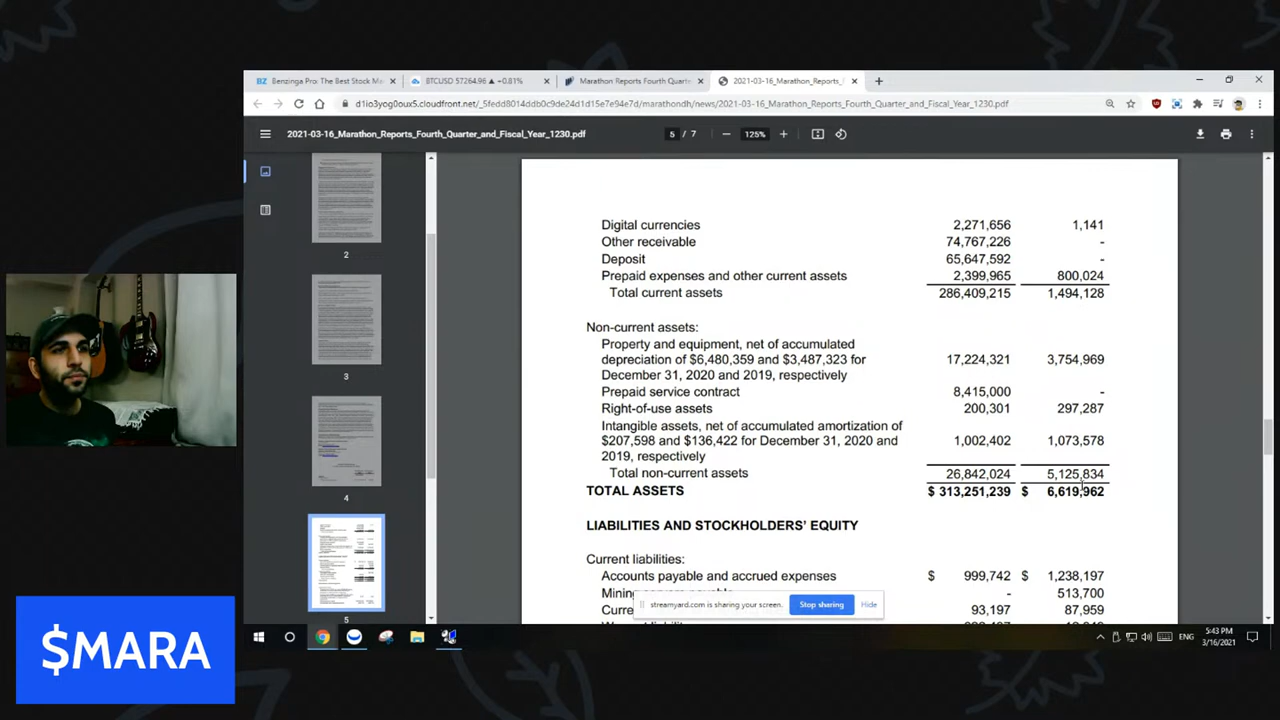 Benzinga Pro: The Best Stock Ma
BTCUSD 57264.96 ▲ +0.81%
Marathon Reports Fourth Quarte
2021-03-16_Marathon_Reports_
d1io3yog0oux5.cloudfront.net/_5fedd8014ddb0c9de24d1d15e7e94e7d/marathondh/news/2021-03-16_Marathon_Reports_Fourth_Quarter_and_Fiscal_Year_1230.pdf
2021-03-16_Marathon_Reports_Fourth_Quarter_and_Fiscal_Year_1230.pdf
5 / 7
125%
2
3
4
5
Digital currencies 2,271,656 1,141
Other receivable 74,767,226 -
Deposit 65,647,592 -
Prepaid expenses and other current assets 2,399,965 800,024
Total current assets 286,409,215 1,494,128
Non-current assets:
Property and equipment, net of accumulated
depreciation of $6,480,359 and $3,487,323 for 17,224,321 3,754,969
December 31, 2020 and 2019, respectively
Prepaid service contract 8,415,000 -
Right-of-use assets 200,301 297,287
Intangible assets, net of accumulated amortization of
$207,598 and $136,422 for December 31, 2020 and 1,002,402 1,073,578
2019, respectively
Total non-current assets 26,842,024 5,125,834
TOTAL ASSETS $ 313,251,239 $ 6,619,962
LIABILITIES AND STOCKHOLDERS' EQUITY
Current liabilities:
Accounts payable and accrued expenses $ 999,742 $ 1,238,197
- 513,700
93,197 87,959
streamyard.com is sharing your screen.
Stop sharing
Hide
ENG
5:43 PM
3/16/2021
$MARA